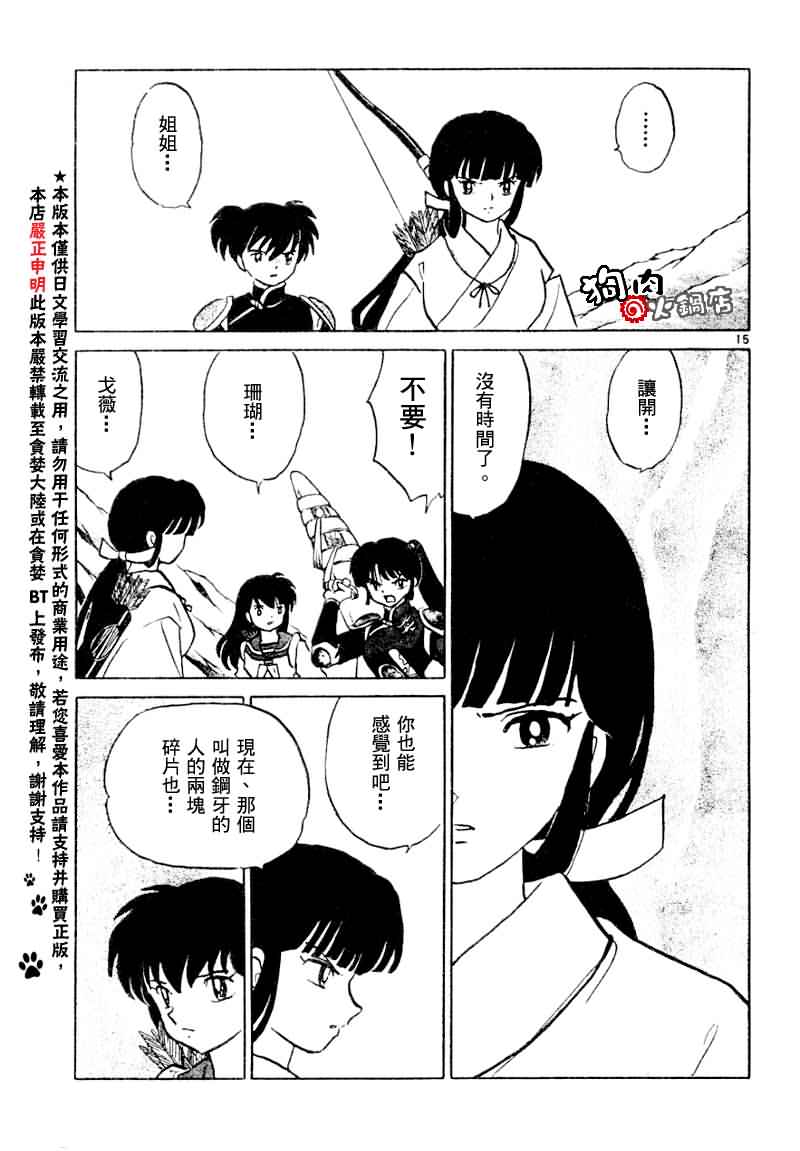 ……
姐姐…
狗肉
火鍋店
15
讓開…
沒有時間了。
不要！
珊瑚…
戈薇…
你也能
感覺到吧…
現在、那個
叫做鋼牙的
人的兩塊
碎片也…
★本版本僅供日文學習交流之用，請勿用于任何形式的商業用途，若您喜愛本作品請支持并購買正版，
本店嚴正申明此版本嚴禁轉載至貪婪大陸或在貪婪 BT 上發布，敬請理解，謝謝支持！